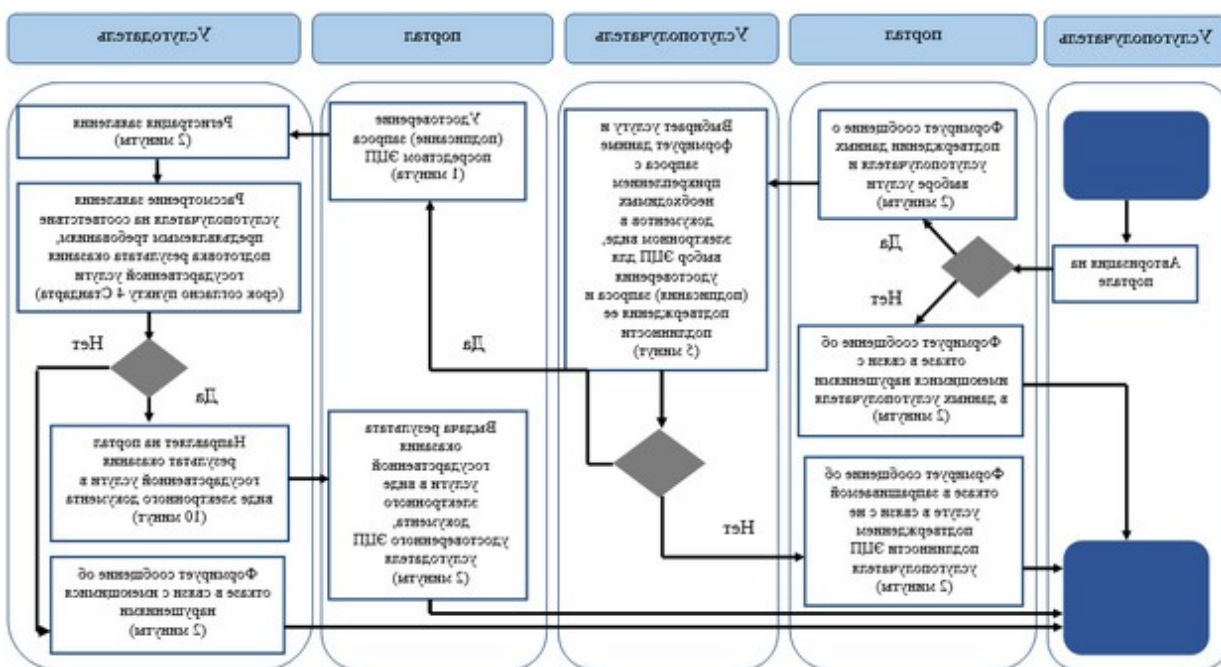 Услугополучатель
портал
Услугополучатель
портал
Услугодатель
Авторизация на
портале
Формирует сообщение о
подтверждении данных
услугополучателя и
выборе услуги
(2 минуты)
Да
Нет
Формирует сообщение об
отказе в связи с
имеющимися нарушениями
в данных услугополучателя
(2 минуты)
Формирует сообщение об
отказе в запрашиваемой
услуге в связи с не
подтверждением
подлинности ЭЦП
услугополучателя
(2 минуты)
Выбирает услугу и
формирует данные
запроса с
прикреплением
необходимых
документов в
электронном виде,
выбор ЭЦП для
удостоверения
(подписания) запроса и
подтверждения ее
подлинности
(5 минут)
Нет
Да
Удостоверение
(подписание) запроса
посредством ЭЦП
(1 минута)
Выдача результата
оказания
государственной
услуги в виде
электронного
документа,
удостоверенного ЭЦП
услугодателя
(2 минуты)
Регистрация заявления
(2 минуты)
Рассмотрение заявления
услугополучателя на соответствие
предъявляемым требованиям,
подготовка результата оказания
государственной услуги
(срок согласно пункту 4 Стандарта)
Нет
Да
Направляет на портал
результат оказания
государственной услуги в
виде электронного документа
(10 минут)
Формирует сообщение об
отказе в связи с имеющимися
нарушениями
(2 минуты)